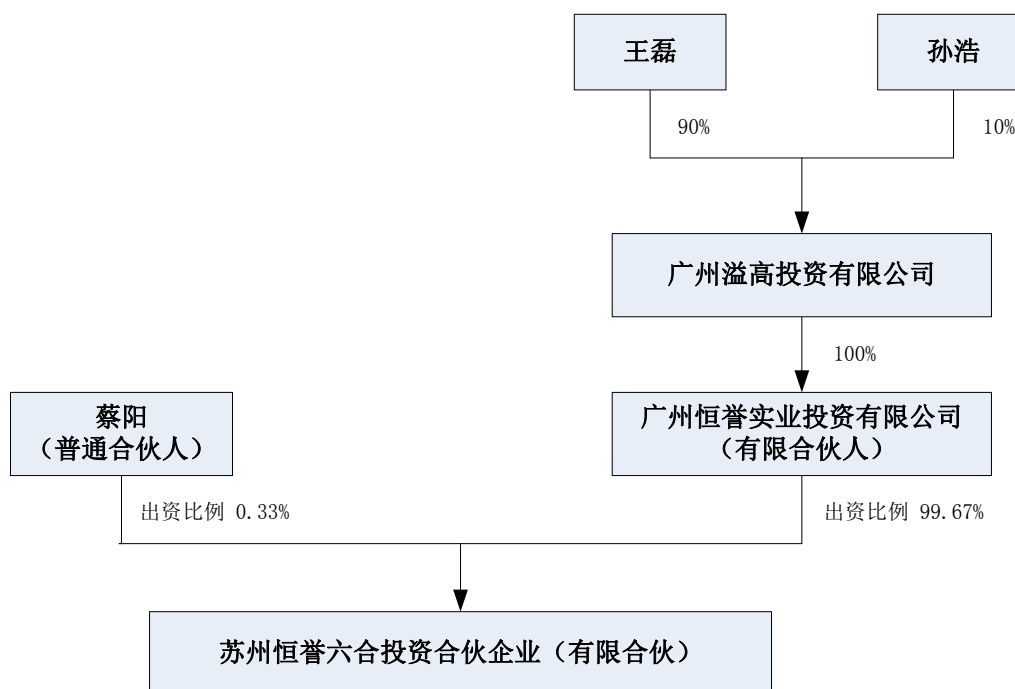 王磊
孙浩
90%
10%
广州溢高投资有限公司
100%
蔡阳
（普通合伙人）
广州恒誉实业投资有限公司
（有限合伙人）
出资比例 0.33%
出资比例 99.67%
苏州恒誉六合投资合伙企业（有限合伙）